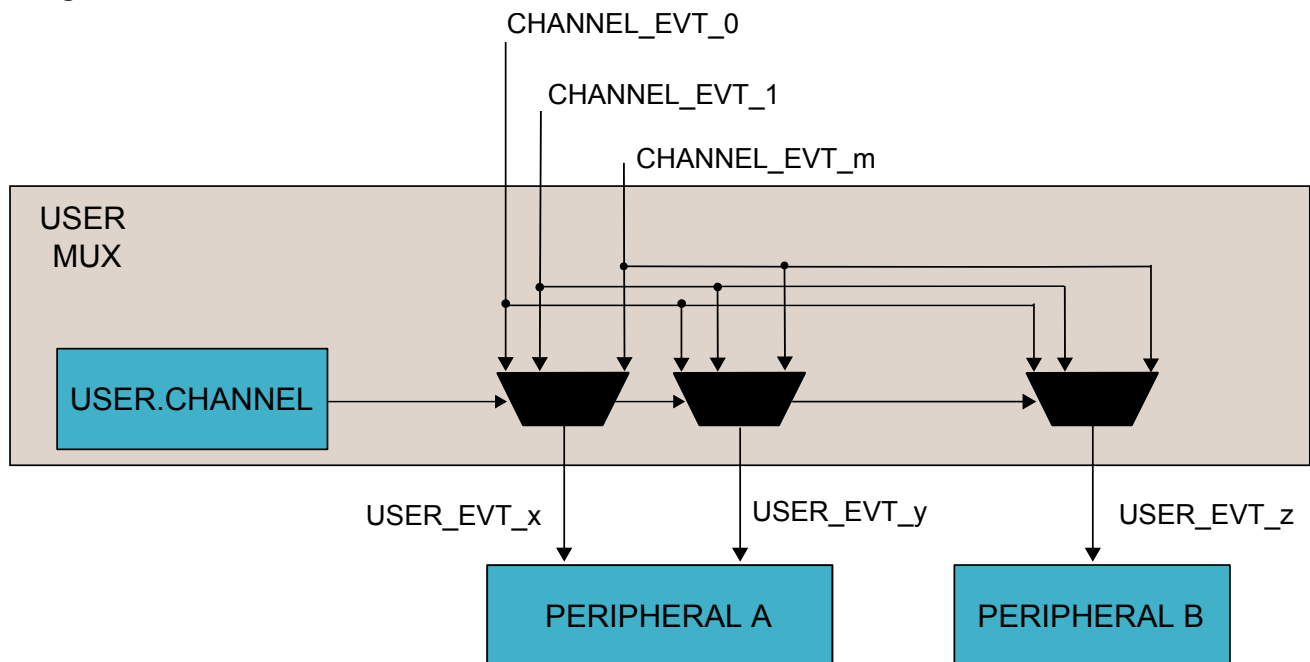 CHANNEL_EVT_0
CHANNEL_EVT_1
CHANNEL_EVT_m
USER
MUX
USER.CHANNEL
USER_EVT_x
USER_EVT_y
USER_EVT_z
PERIPHERAL A
PERIPHERAL B